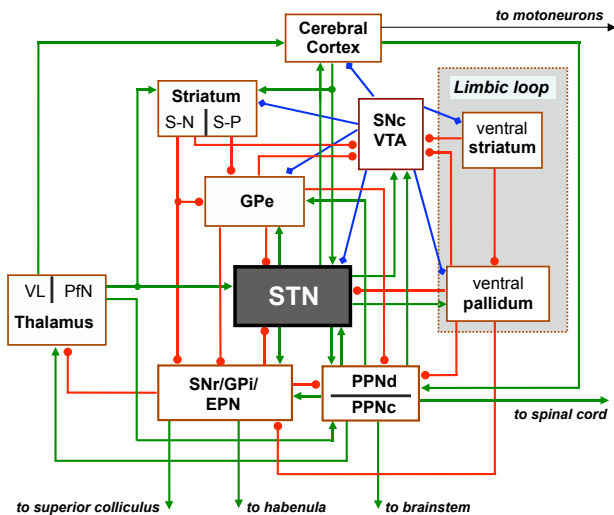 to motoneurons
Cerebral
Cortex
Limbic loop
Striatum
S-N S-P
SNc
VTA
ventral
striatum
GPe
STN
VL PfN
Thalamus
ventral
pallidum
SNr/GPi/
EPN
PPNd
PPNc
to spinal cord
to superior colliculus
to habenula
to brainstem